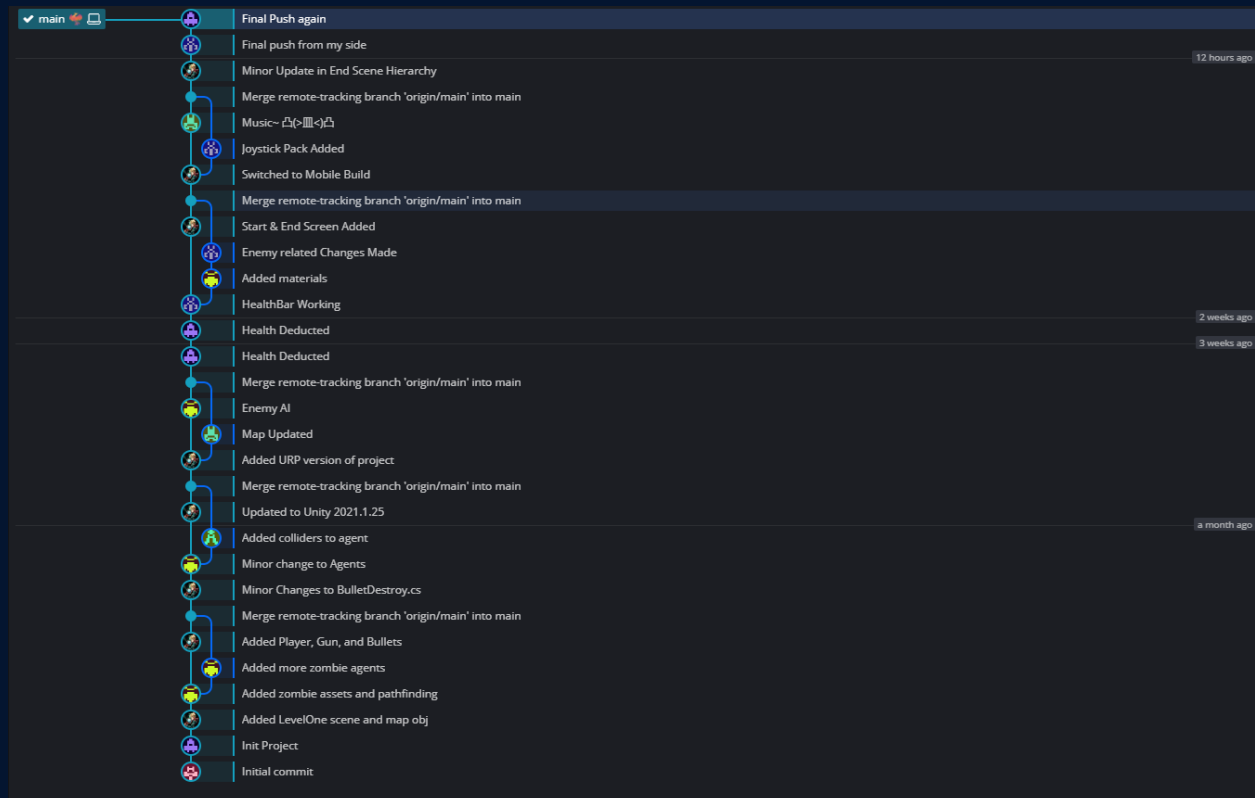 main
Final Push again
Final push from my side
12 hours ago
Minor Update in End Scene Hierarchy
Merge remote-tracking branch 'origin/main' into main
Music~ 凸(>皿<)凸
Joystick Pack Added
Switched to Mobile Build
Merge remote-tracking branch 'origin/main' into main
Start & End Screen Added
Enemy related Changes Made
Added materials
HealthBar Working
2 weeks ago
Health Deducted
3 weeks ago
Health Deducted
Merge remote-tracking branch 'origin/main' into main
Enemy AI
Map Updated
Added URP version of project
Merge remote-tracking branch 'origin/main' into main
Updated to Unity 2021.1.25
a month ago
Added colliders to agent
Minor change to Agents
Minor Changes to BulletDestroy.cs
Merge remote-tracking branch 'origin/main' into main
Added Player, Gun, and Bullets
Added more zombie agents
Added zombie assets and pathfinding
Added LevelOne scene and map obj
Init Project
Initial commit